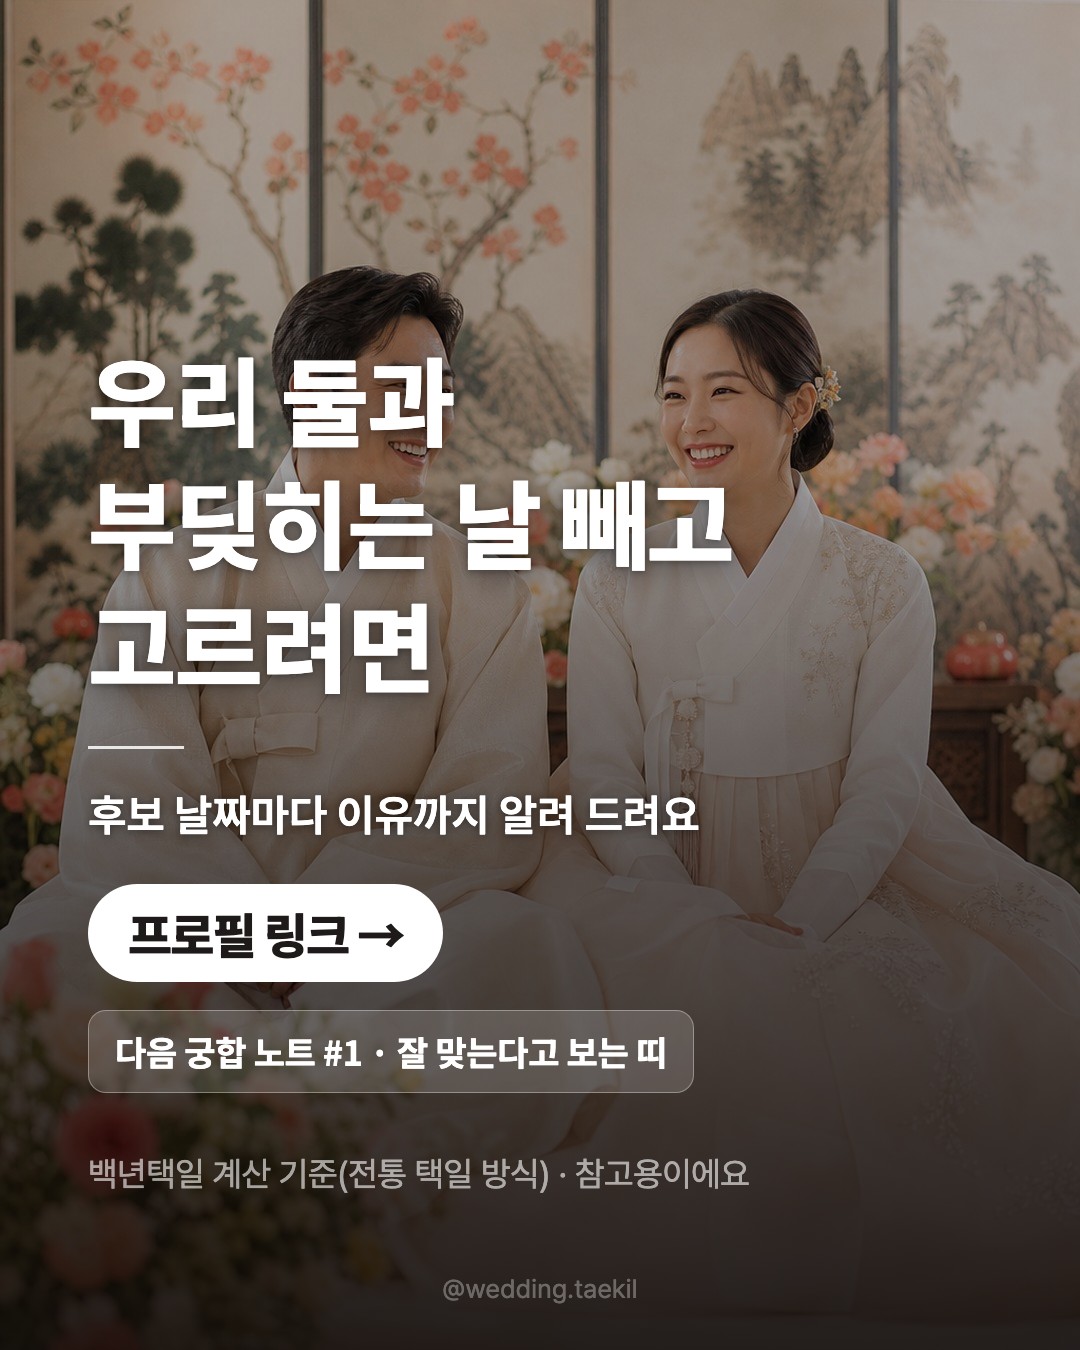 우리 둘과
부딪히는 날 빼고
고르려면
후보 날짜마다 이유까지 알려 드려요
프로필 링크 →
다음 궁합 노트 #1 · 잘 맞는다고 보는 띠
백년택일 계산 기준(전통 택일 방식) · 참고용이에요
@wedding.taekil